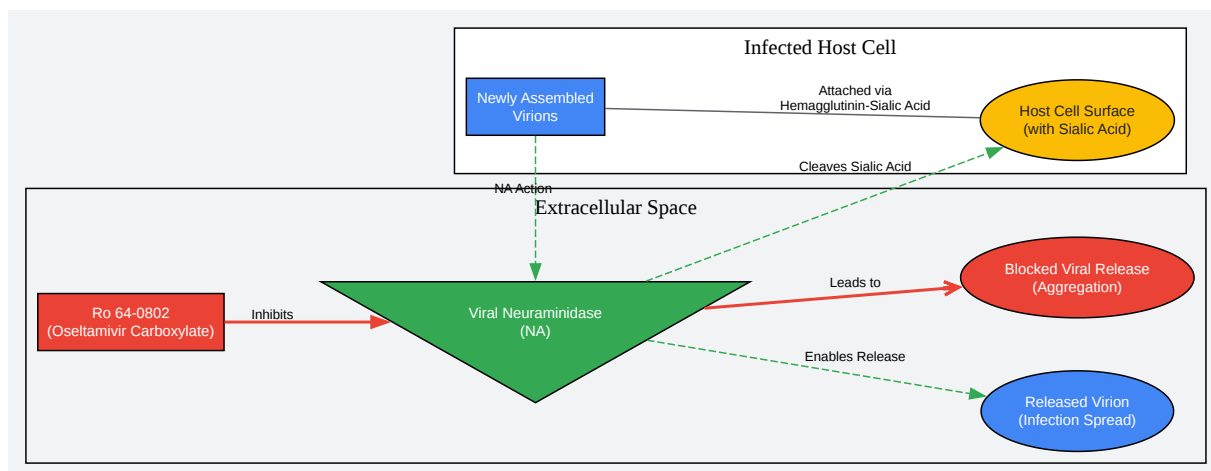 Infected Host Cell
Newly Assembled
Virions
Attached via
Hemagglutinin-Sialic Acid
Host Cell Surface
(with Sialic Acid)
Cleaves Sialic Acid
NA Action
Extracellular Space
Ro 64-0802
(Oseltamivir Carboxylate)
Inhibits
Viral Neuraminidase
(NA)
Leads to
Blocked Viral Release
(Aggregation)
Enables Release
Released Virion
(Infection Spread)